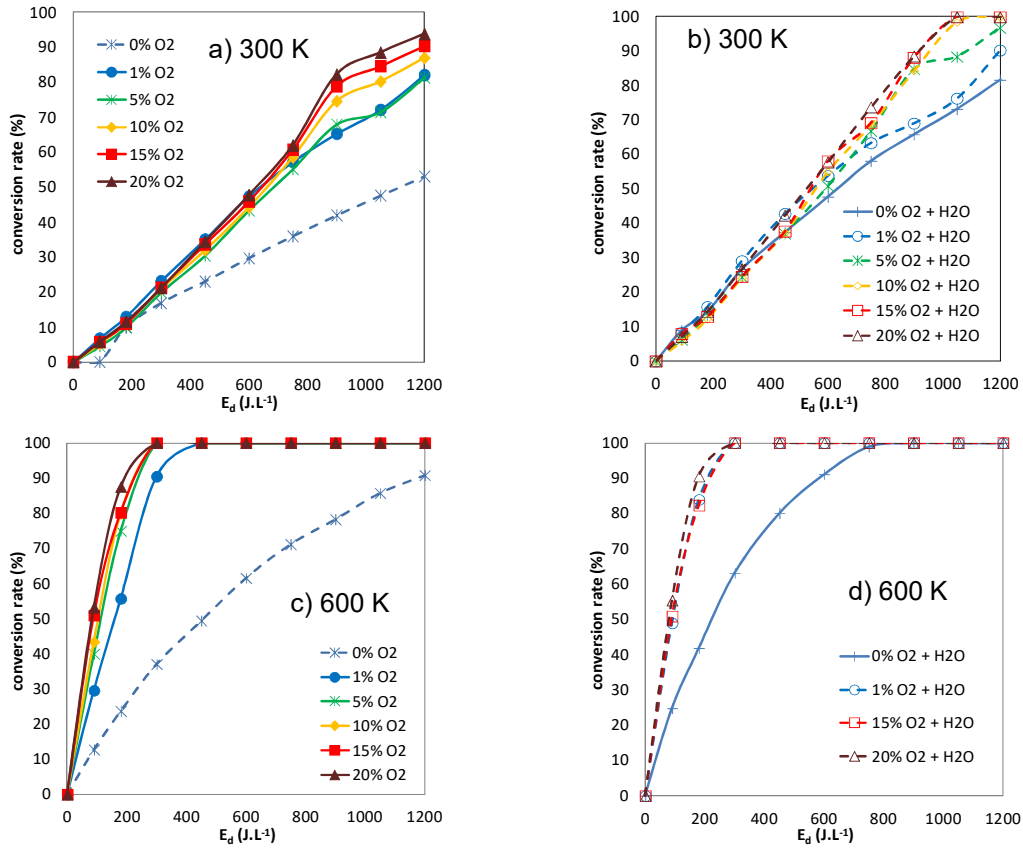 a) 300 K
conversion rate (%)
100
90
80
70
60
50
40
30
20
10
0
0% O2
1% O2
5% O2
10% O2
15% O2
20% O2
0 200 400 600 800 1000 1200
E_d (J.L⁻¹)
b) 300 K
conversion rate (%)
100
90
80
70
60
50
40
30
20
10
0
0% O2 + H2O
1% O2 + H2O
5% O2 + H2O
10% O2 + H2O
15% O2 + H2O
20% O2 + H2O
0 200 400 600 800 1000 1200
E_d (J.L⁻¹)
c) 600 K
conversion rate (%)
100
90
80
70
60
50
40
30
20
10
0
0% O2
1% O2
5% O2
10% O2
15% O2
20% O2
0 200 400 600 800 1000 1200
E_d (J.L⁻¹)
d) 600 K
conversion rate (%)
100
90
80
70
60
50
40
30
20
10
0
0% O2 + H2O
1% O2 + H2O
15% O2 + H2O
20% O2 + H2O
0 200 400 600 800 1000 1200
E_d (J.L⁻¹)